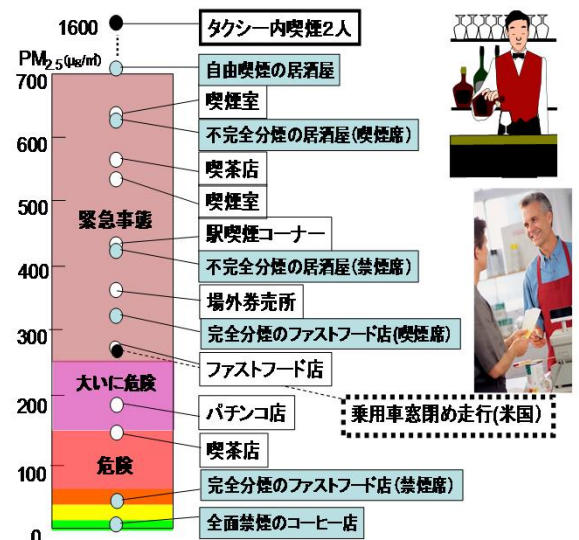 1600
タクシー内喫煙2人
PM2.5(μg/㎥)
700
自由喫煙の居酒屋
喫煙室
600
不完全分煙の居酒屋(喫煙席)
喫茶店
喫煙室
500
緊急事態
駅喫煙コーナー
400
不完全分煙の居酒屋(禁煙席)
場外券売所
300
完全分煙のファストフード店(喫煙席)
ファストフード店
大いに危険
乗用車窓閉め走行(米国)
200
パチンコ店
喫茶店
100
危険
完全分煙のファストフード店(禁煙席)
全面禁煙のコーヒー店
0